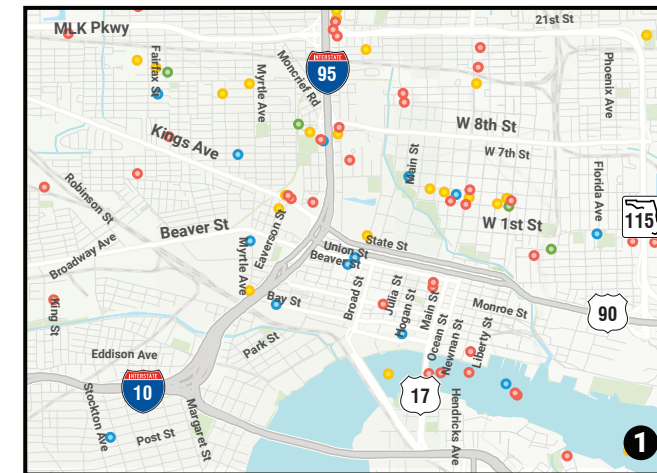 21st St
MLK Pkwy
Fairfax St
Myrtle Ave
Moncrief Rd
INTERSTATE
95
Phoenix Ave
Kings Ave
W 8th St
W 7th St
Main St
Florida Ave
Robinson St
W 1st St
115
Beaver St
Eaverson St
Broadway Ave
Myrtle Ave
State St
Union St
Beaver St
King St
Bay St
Broad St
Julia St
Hogan St
Main St
Ocean St
Newnan St
Liberty St
Monroe St
90
Park St
Eddison Ave
INTERSTATE
10
17
Stockton Ave
Margaret St
Hendricks Ave
Post St
1